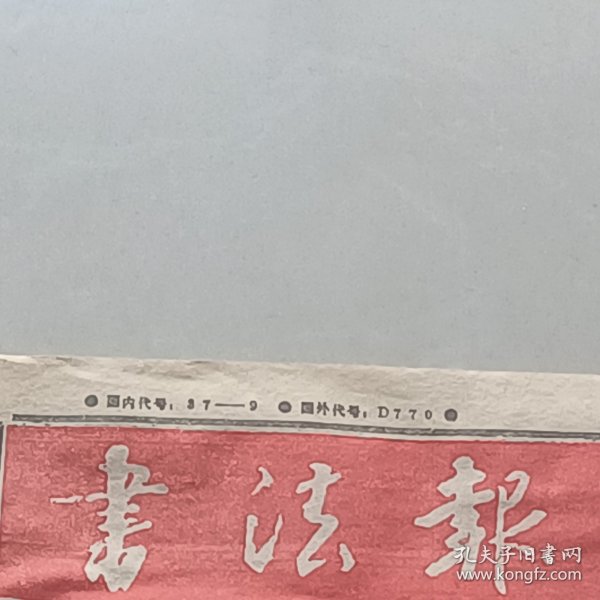 ● 国内代号：37—9 ● 国外代号：D770 ●
書法報
孔夫子旧書网
www.kongfz.com